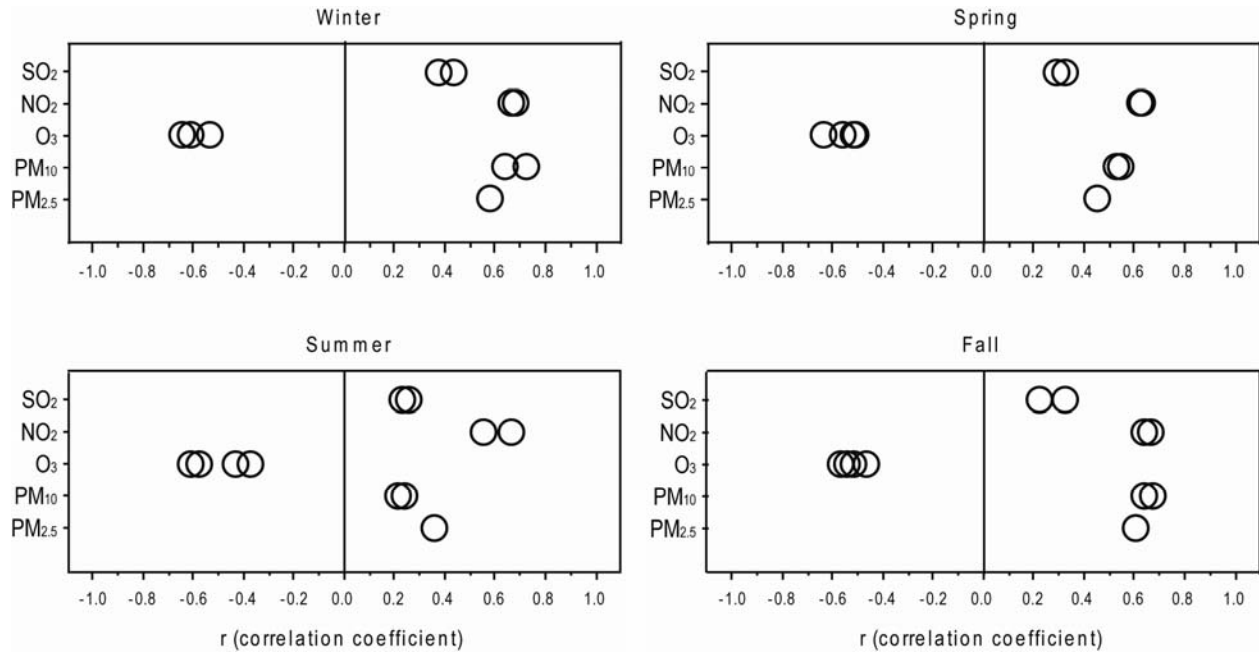 Winter
SO₂
NO₂
O₃
PM₁₀
PM₂.₅
-1.0 -0.8 -0.6 -0.4 -0.2 0.0 0.2 0.4 0.6 0.8 1.0
Spring
SO₂
NO₂
O₃
PM₁₀
PM₂.₅
-1.0 -0.8 -0.6 -0.4 -0.2 0.0 0.2 0.4 0.6 0.8 1.0
Summer
SO₂
NO₂
O₃
PM₁₀
PM₂.₅
-1.0 -0.8 -0.6 -0.4 -0.2 0.0 0.2 0.4 0.6 0.8 1.0
r (correlation coefficient)
Fall
SO₂
NO₂
O₃
PM₁₀
PM₂.₅
-1.0 -0.8 -0.6 -0.4 -0.2 0.0 0.2 0.4 0.6 0.8 1.0
r (correlation coefficient)